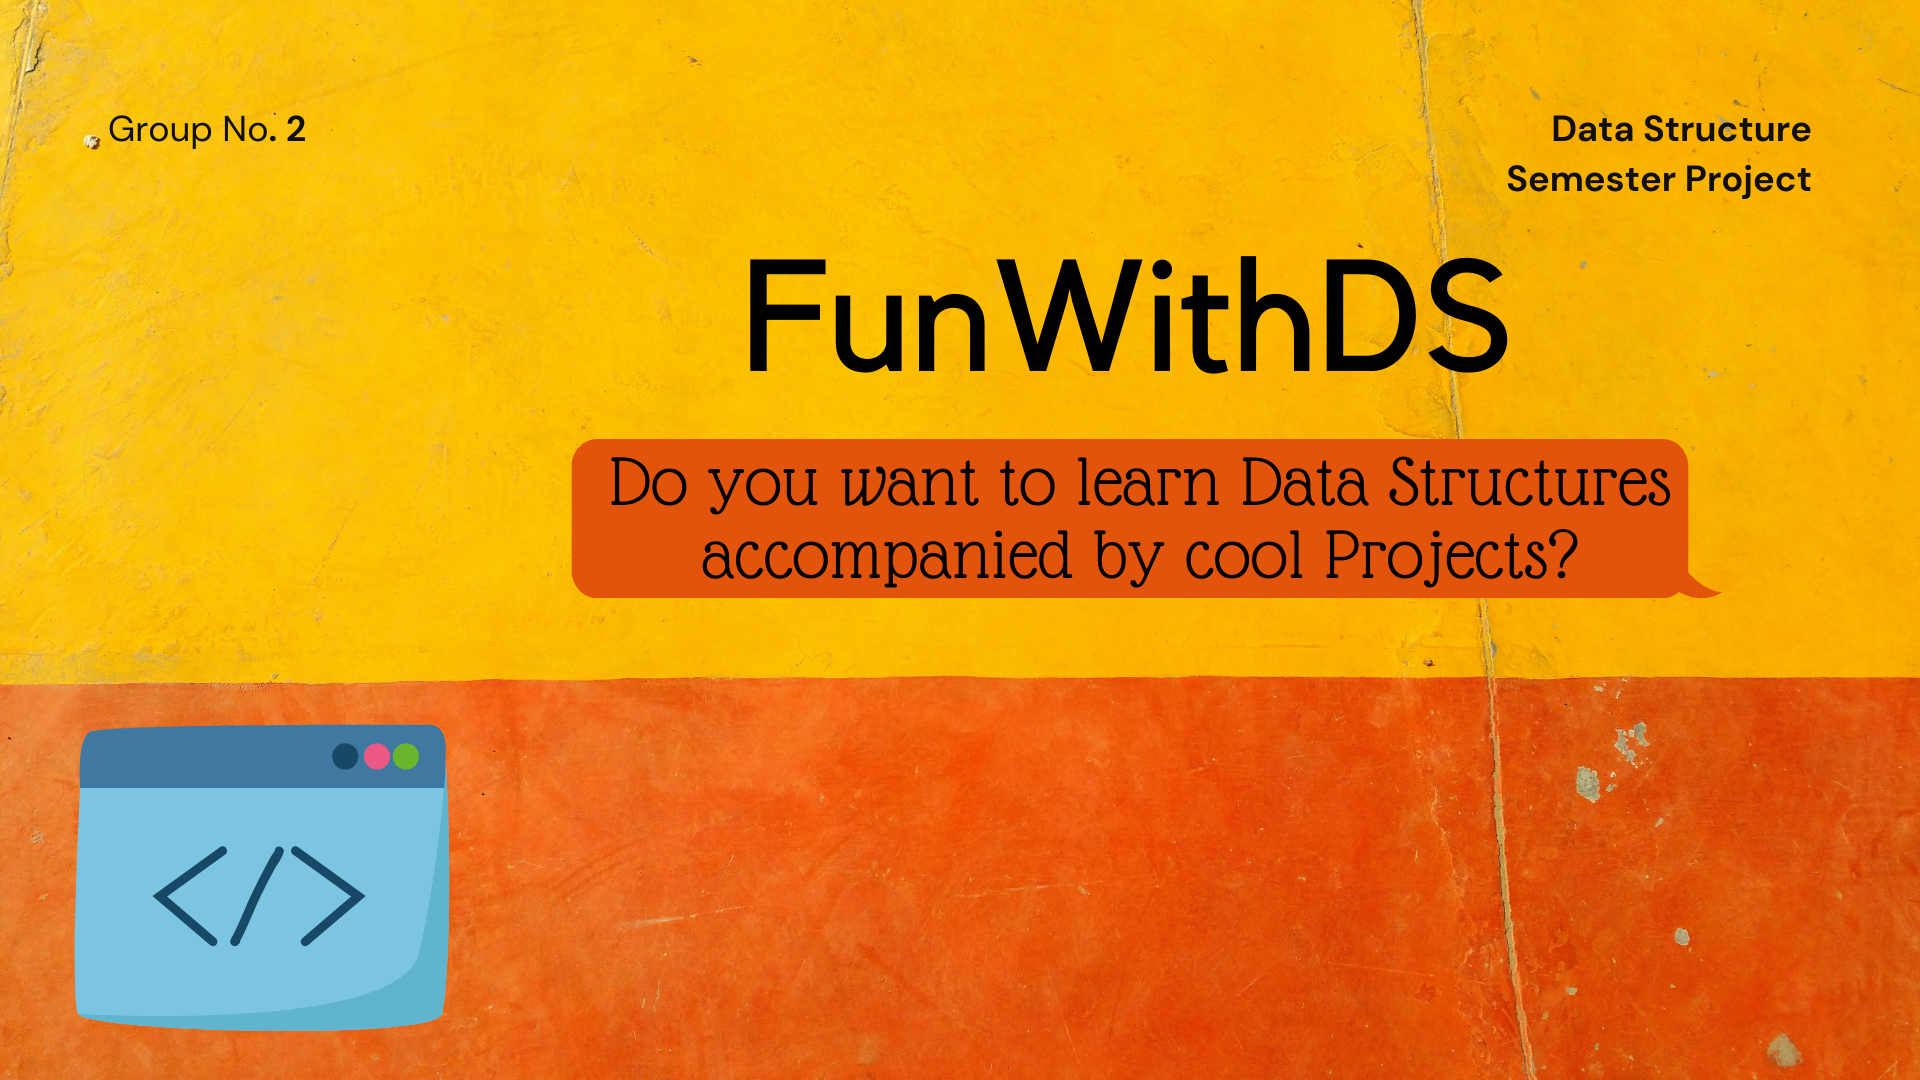 Group No. 2
Data Structure
Semester Project
FunWithDS
Do you want to learn Data Structures
accompanied by cool Projects?
</>